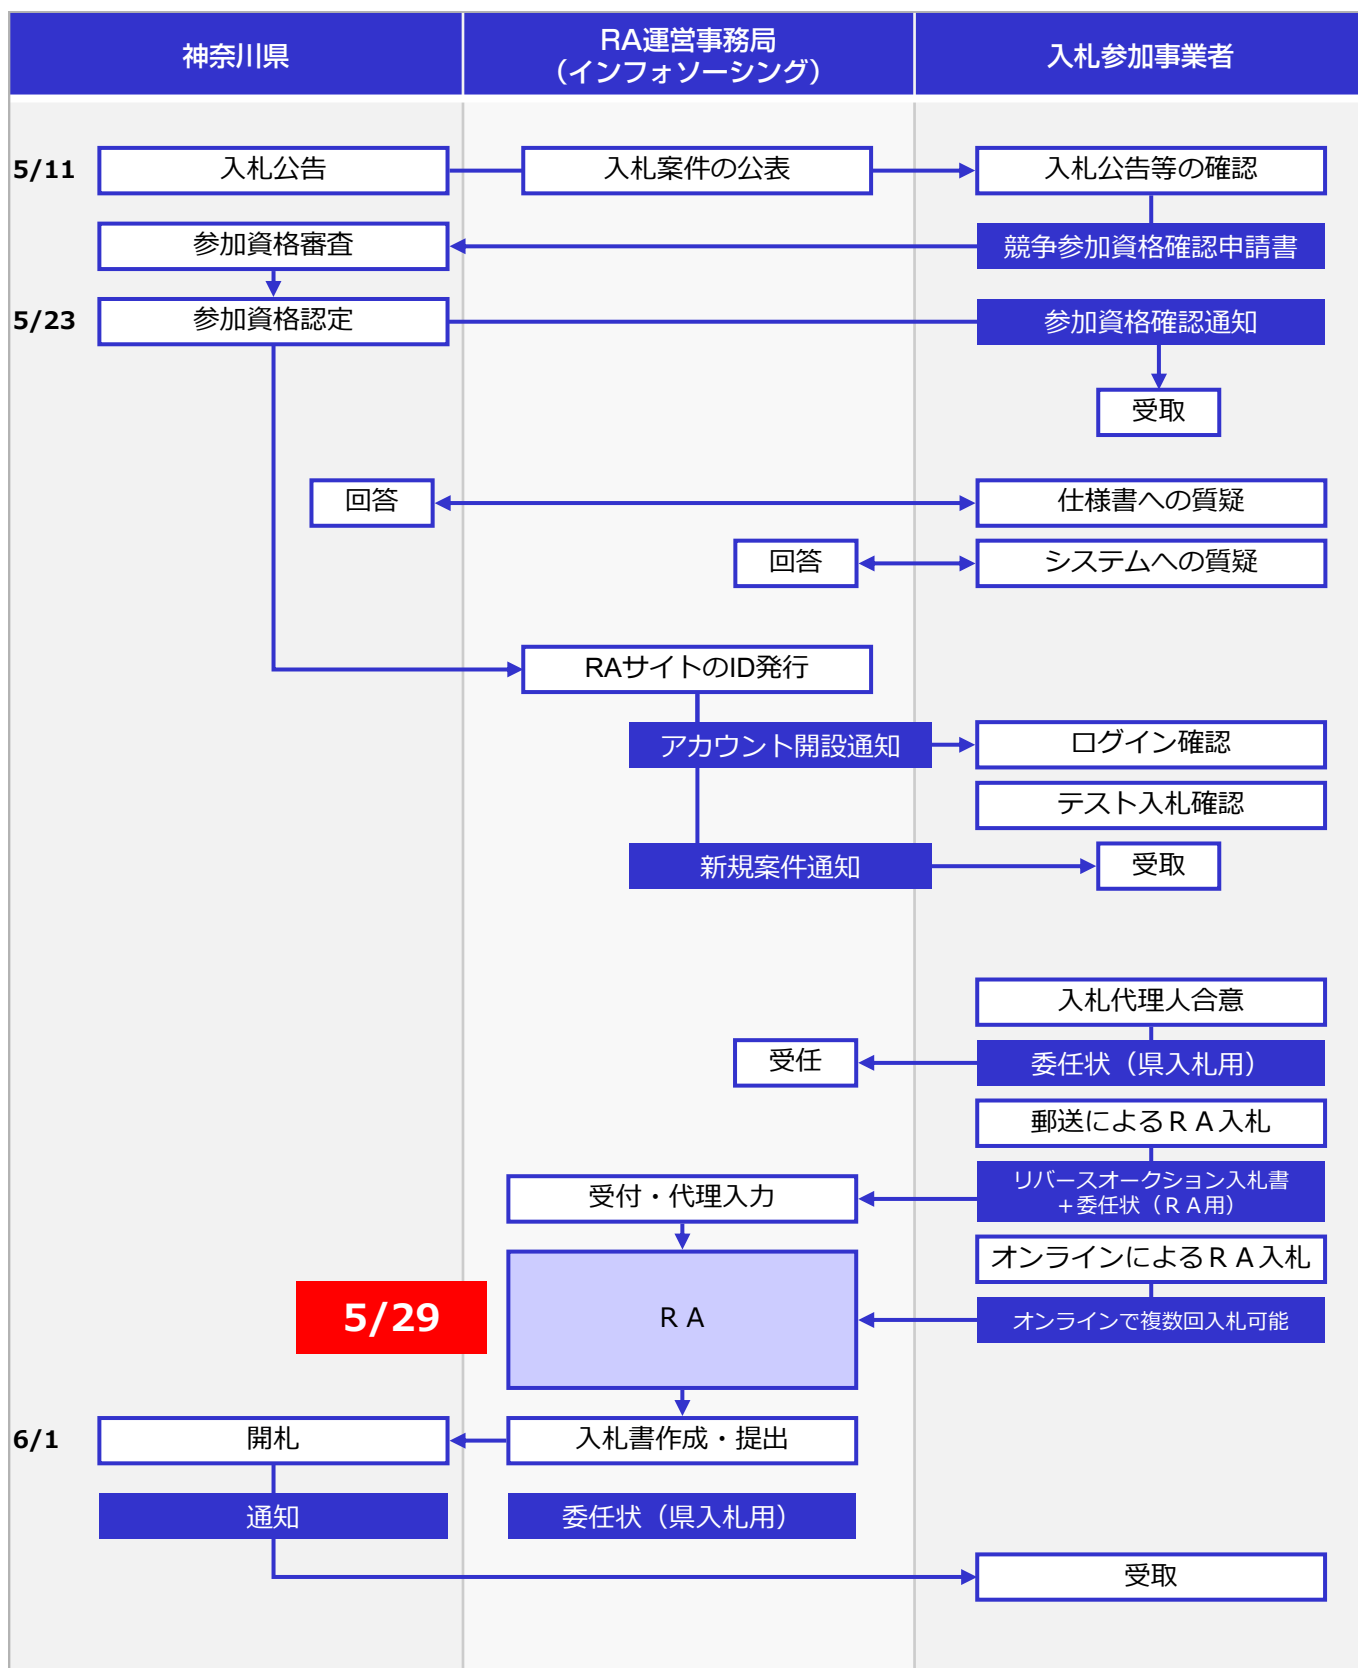 神奈川県
RA運営事務局
（インフォソーシング）
入札参加事業者
5/11
入札公告
入札案件の公表
入札公告等の確認
参加資格審査
競争参加資格確認申請書
5/23
参加資格認定
参加資格確認通知
受取
回答
仕様書への質疑
回答
システムへの質疑
RAサイトのID発行
アカウント開設通知
ログイン確認
テスト入札確認
新規案件通知
受取
入札代理人合意
受任
委任状（県入札用）
郵送によるＲＡ入札
受付・代理入力
リバースオークション入札書
＋委任状（ＲＡ用）
オンラインによるＲＡ入札
5/29
ＲＡ
オンラインで複数回入札可能
6/1
開札
入札書作成・提出
通知
委任状（県入札用）
受取